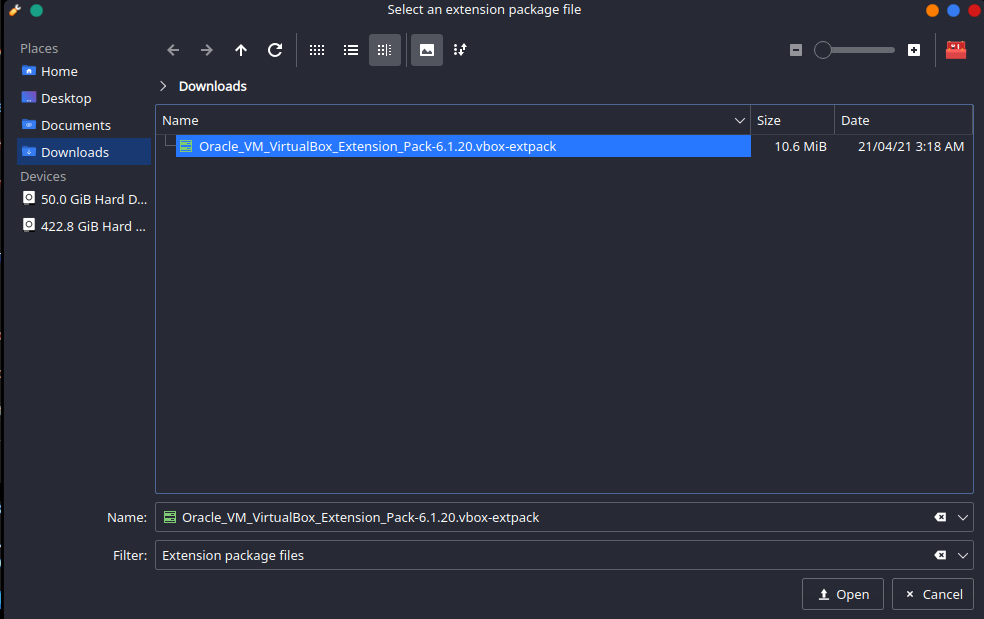 Select an extension package file
Places
Home
Desktop
Documents
Downloads
Devices
50.0 GiB Hard D...
422.8 GiB Hard ...
Downloads
Name Size Date
Oracle_VM_VirtualBox_Extension_Pack-6.1.20.vbox-extpack 10.6 MiB 21/04/21 3:18 AM
Name: Oracle_VM_VirtualBox_Extension_Pack-6.1.20.vbox-extpack
Filter: Extension package files
Open Cancel